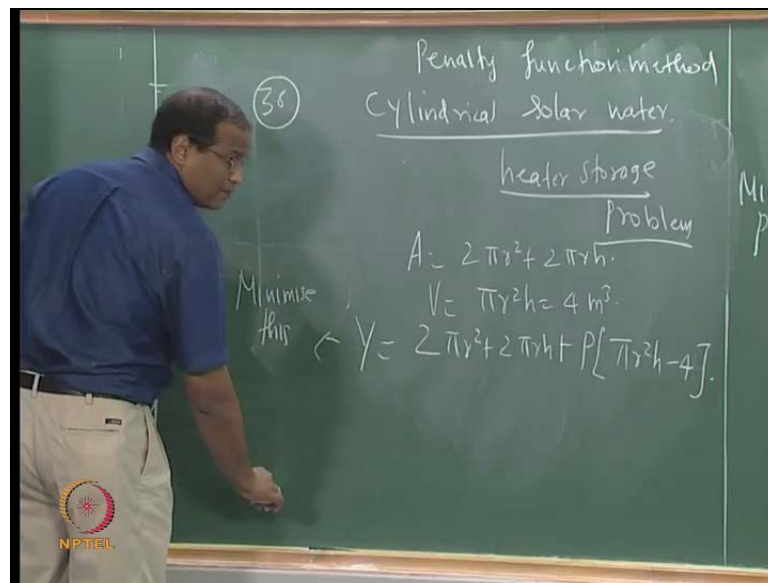 Penalty function method
36
Cylindrical solar water.
heater storage
Problem
A = 2πr² + 2πrh.
V = πr²h = 4 m³.
Minimise this ← Y = 2πr² + 2πrh + P[πr²h - 4].
Mi
P
NPTEL